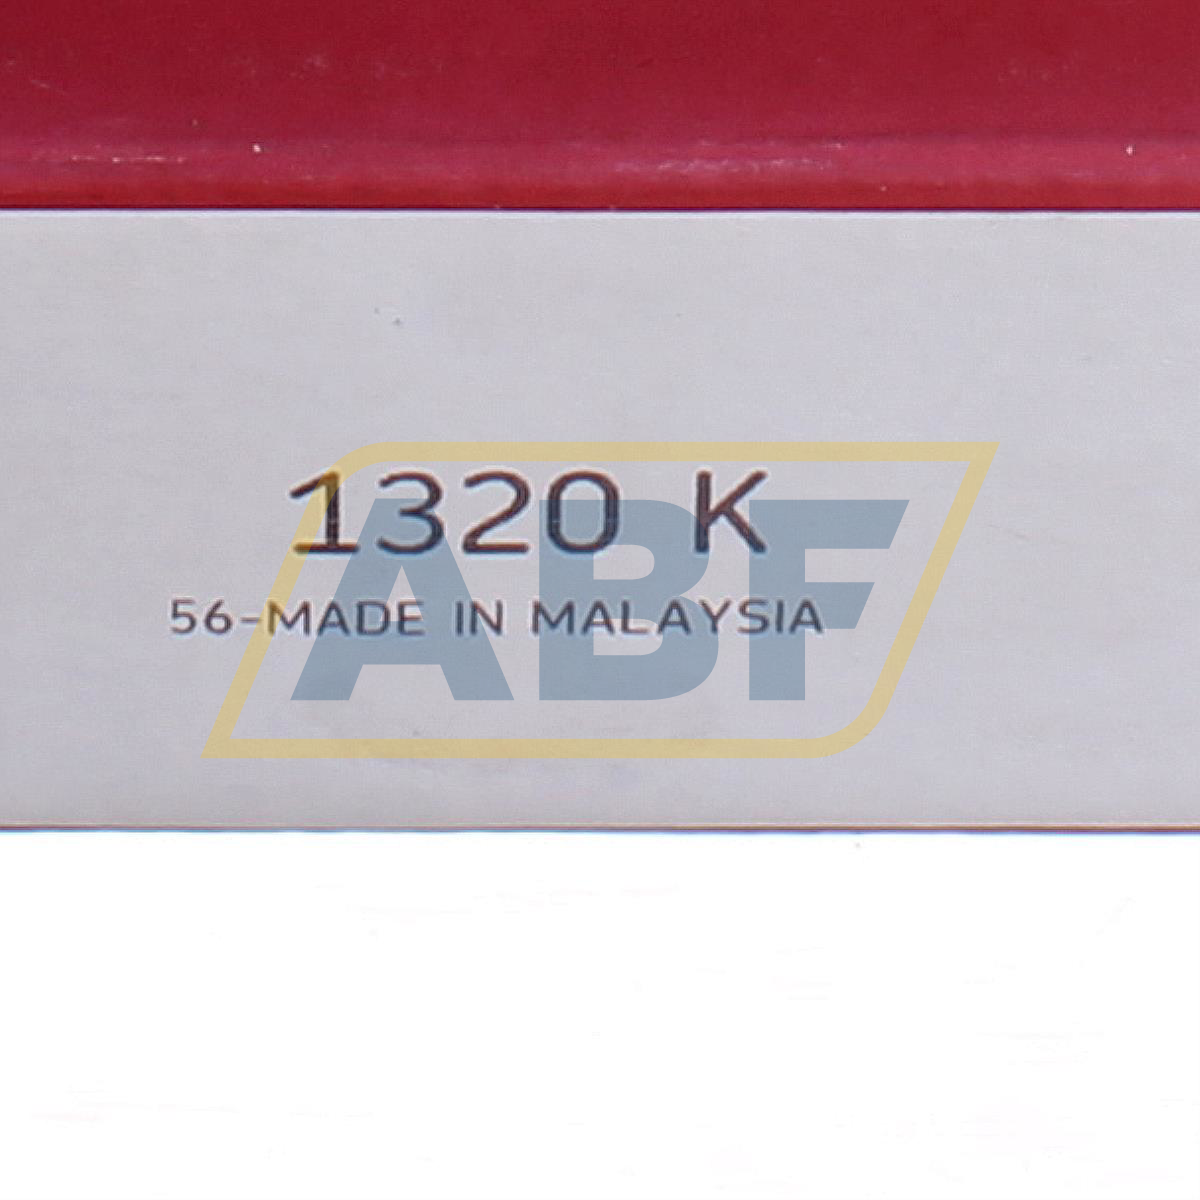 1320 K
56-MADE IN MALAYSIA
ABF